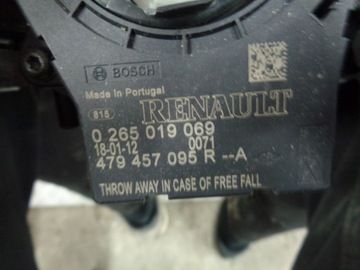 BOSCH
Made in Portugal
815
RENAULT
0 265 019 069
18-01-12 0071
479 457 095 R --A
THROW AWAY IN CASE OF FREE FALL